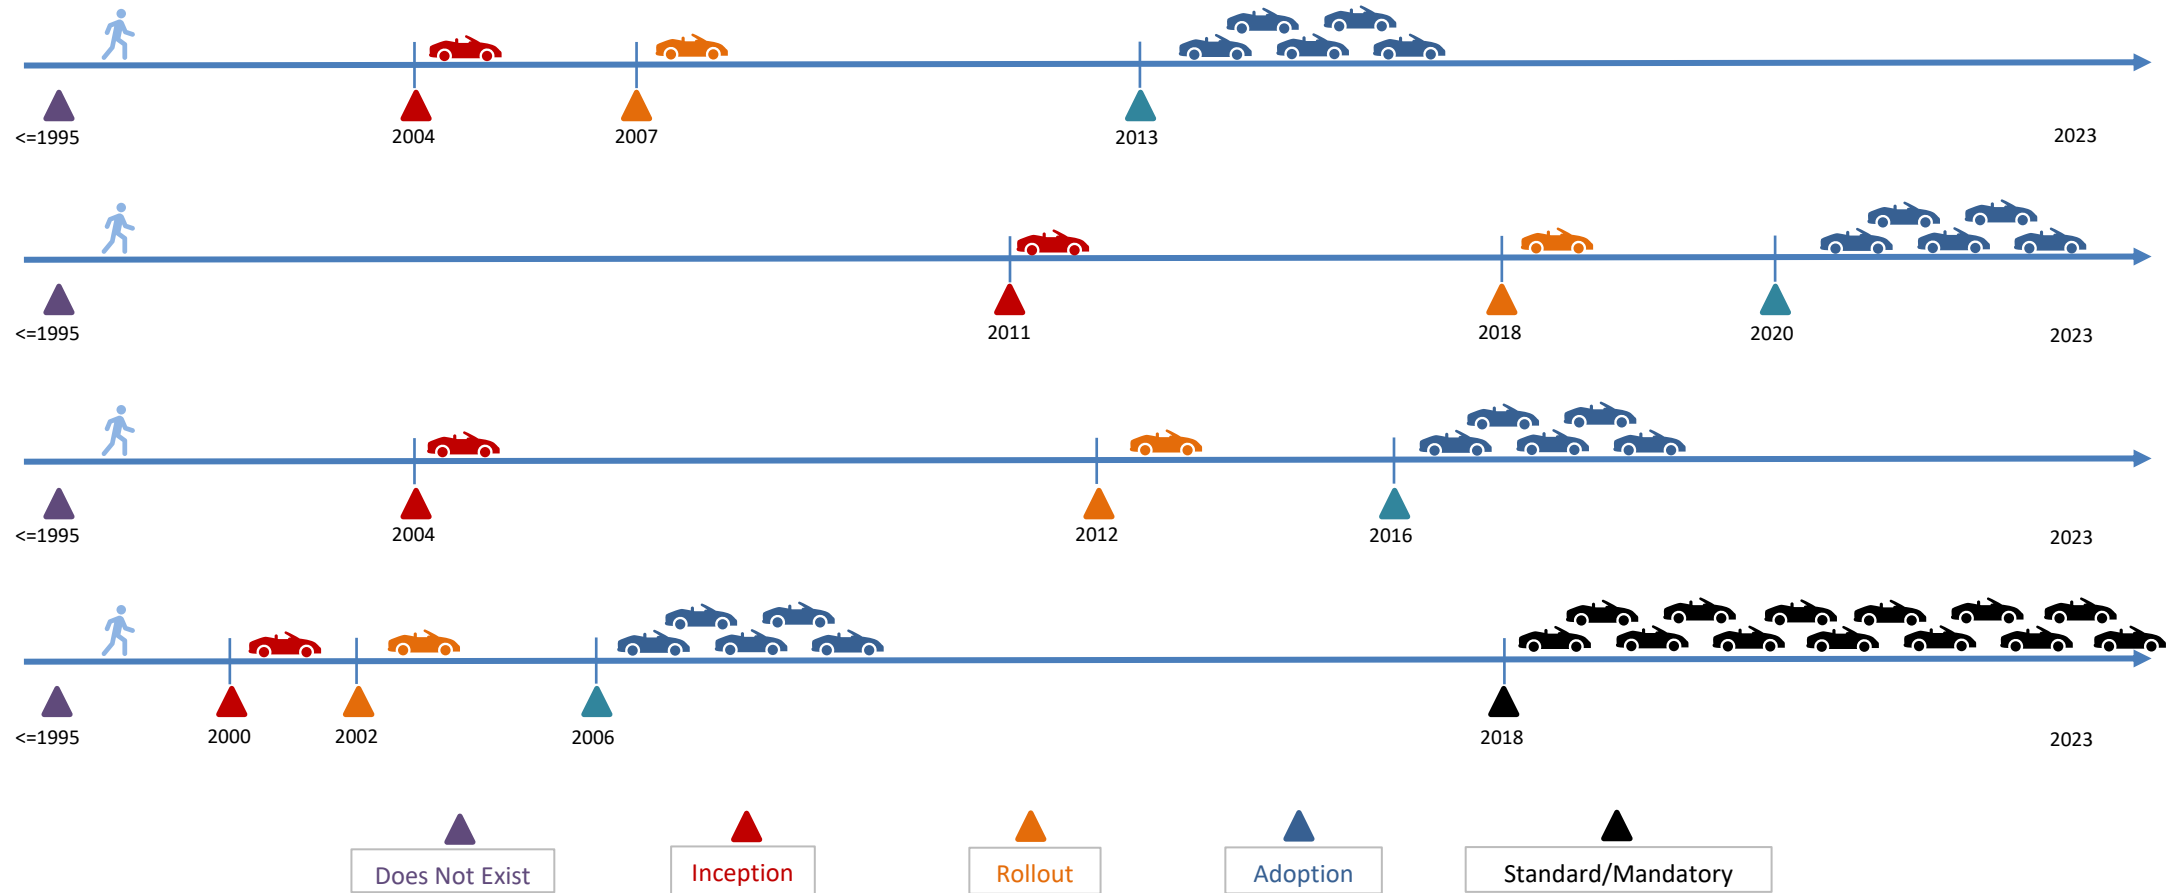 <=1995 2004 2007 2013 2023
<=1995 2011 2018 2020 2023
<=1995 2004 2012 2016 2023
<=1995 2000 2002 2006 2018 2023
Does Not Exist Inception Rollout Adoption Standard/Mandatory